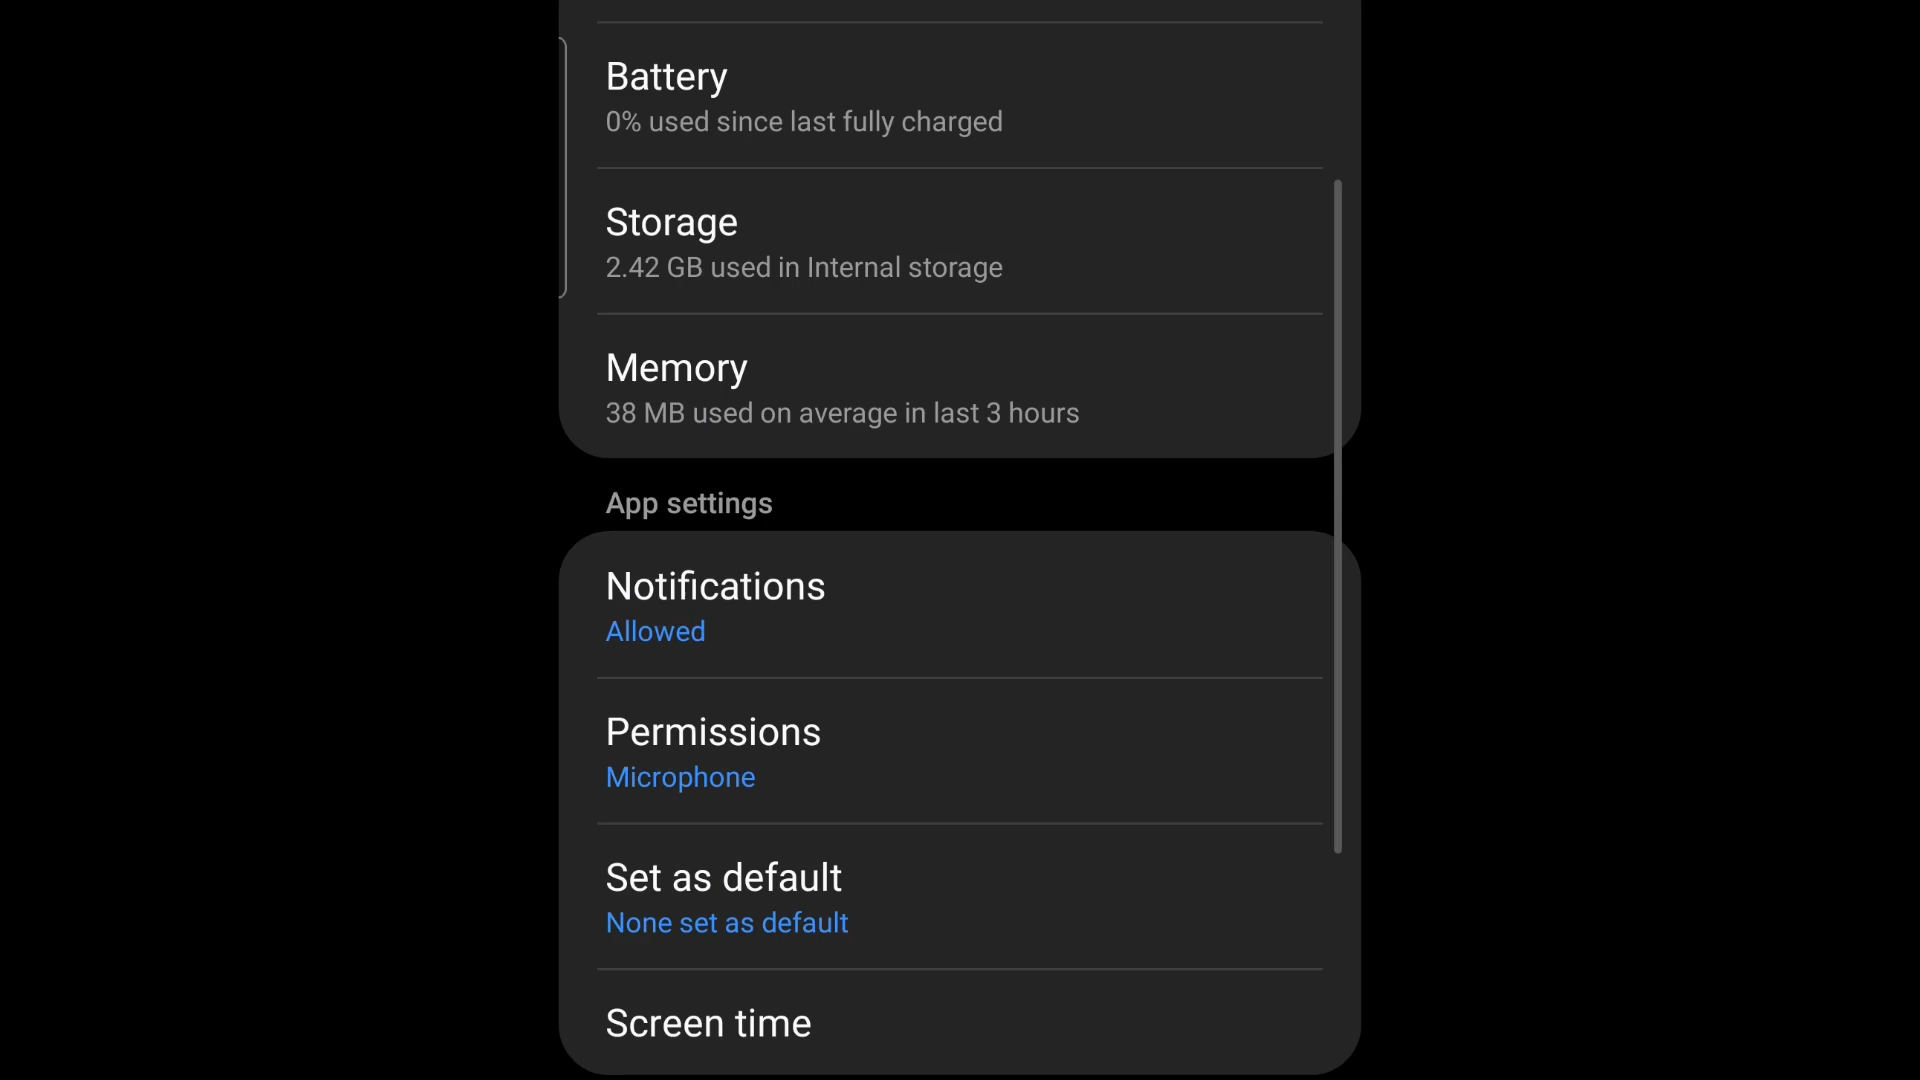 Battery
0% used since last fully charged
Storage
2.42 GB used in Internal storage
Memory
38 MB used on average in last 3 hours
App settings
Notifications
Allowed
Permissions
Microphone
Set as default
None set as default
Screen time